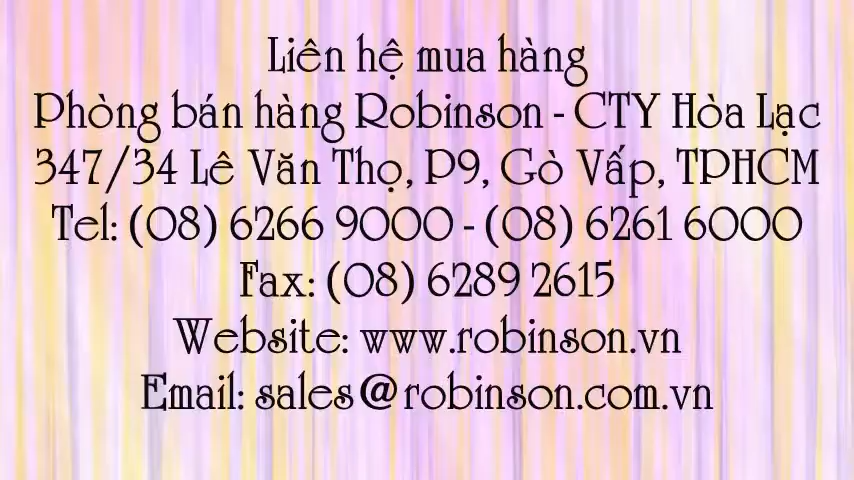 Liên hệ mua hàng
Phòng bán hàng Robinson - CTY Hòa Lạc
347/34 Lê Văn Thọ, P9, Gò Vấp, TPHCM
Tel: (08) 6266 9000 - (08) 6261 6000
Fax: (08) 6289 2615
Website: www.robinson.vn
Email: sales@robinson.com.vn